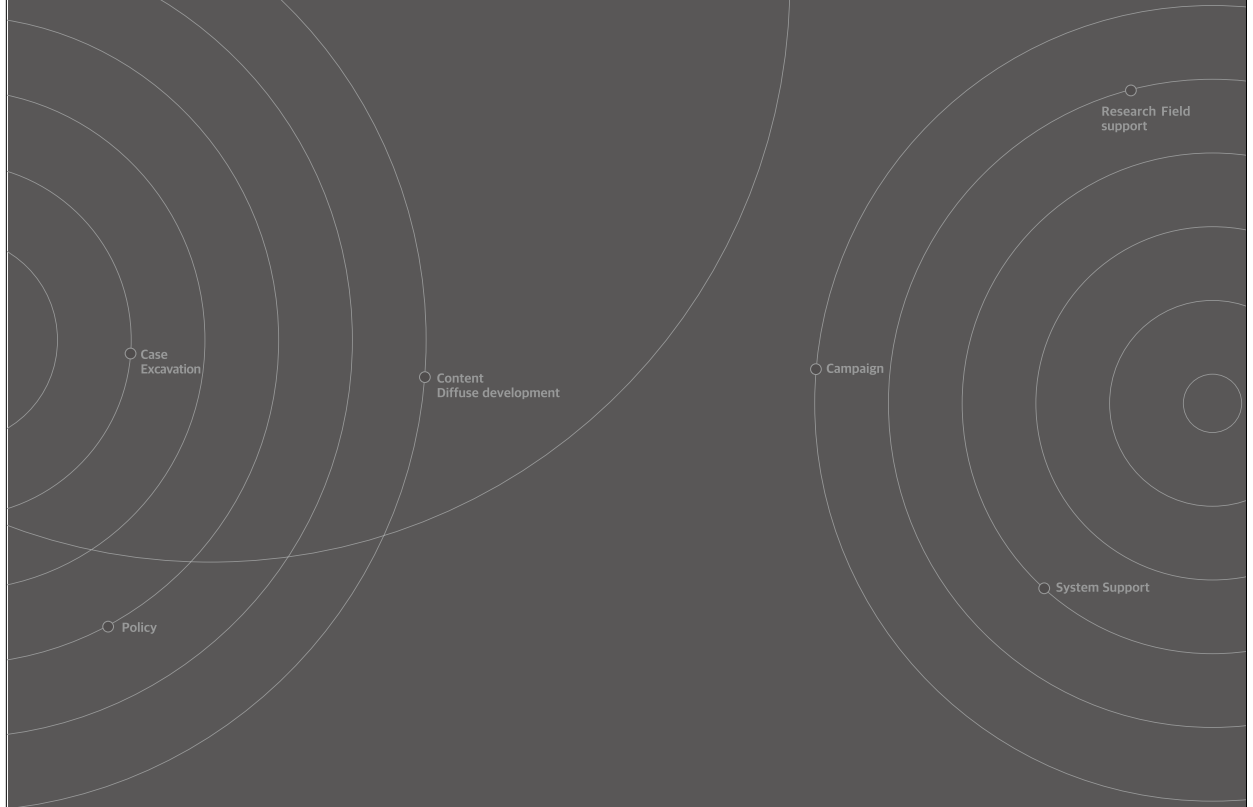 Research Field
support
Case
Excavation
Content
Diffuse development
Campaign
System Support
Policy